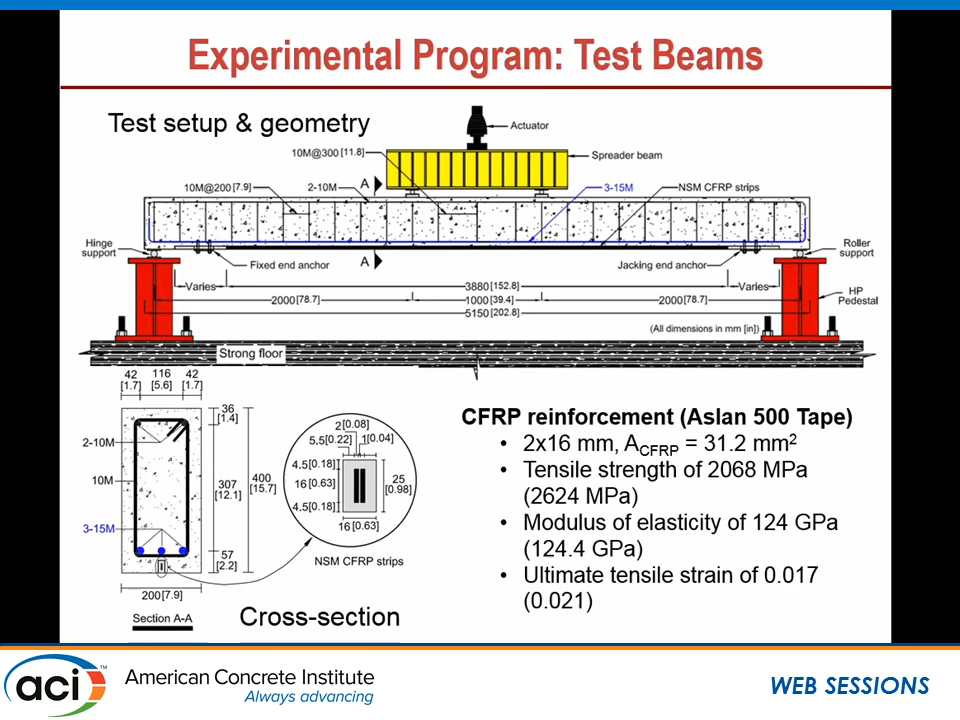 Experimental Program: Test Beams
Test setup & geometry
Actuator
10M@300 [11.8]
Spreader beam
10M@200 [7.9]
2-10M
A
3-15M
NSM CFRP strips
Hinge
support
Roller
support
Fixed end anchor
A
Jacking end anchor
Varies
3880 [152.8]
Varies
HP
Pedestal
2000 [78.7]
1000 [39.4]
2000 [78.7]
5150 [202.8]
(All dimensions in mm [in])
Strong floor
42
[1.7]
116
[5.6]
42
[1.7]
36
[1.4]
2-10M
10M
307
[12.1]
400
[15.7]
3-15M
57
[2.2]
200 [7.9]
Section A-A
2 [0.08]
5.5 [0.22]
1 [0.04]
4.5 [0.18]
16 [0.63]
4.5 [0.18]
25
[0.98]
16 [0.63]
NSM CFRP strips
Cross-section
CFRP reinforcement (Aslan 500 Tape)
• 2x16 mm, ACFRP = 31.2 mm2
• Tensile strength of 2068 MPa
(2624 MPa)
• Modulus of elasticity of 124 GPa
(124.4 GPa)
• Ultimate tensile strain of 0.017
(0.021)
aci ™
American Concrete Institute
Always advancing
WEB SESSIONS